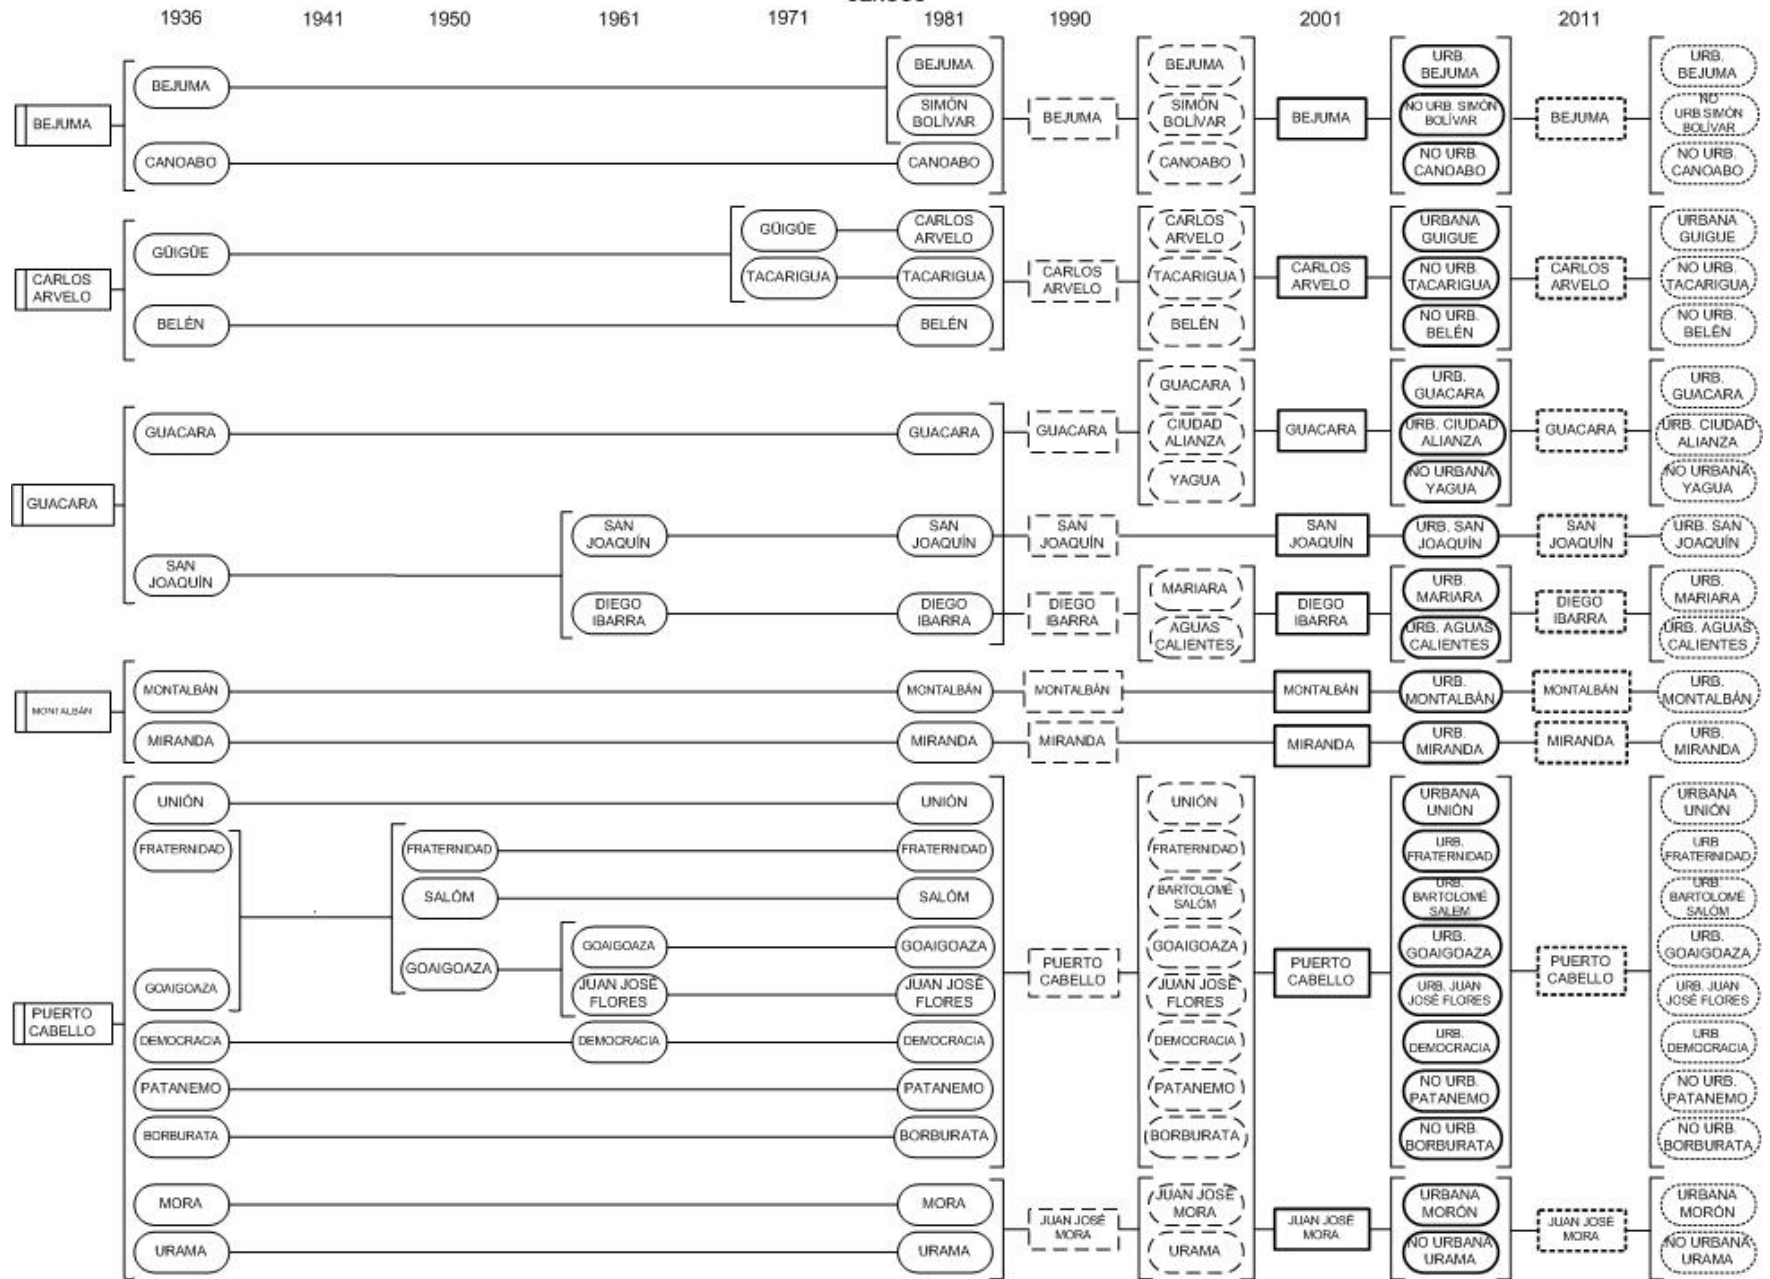 1936 1941 1950 1961 1971 1981 1990 2001 2011
BEJUMA
BEJUMA
CANOABO
BEJUMA
SIMÓN
BOLÍVAR
CANOABO
BEJUMA
BEJUMA
SIMÓN
BOLÍVAR
CANOABO
BEJUMA
URB.
BEJUMA
NO URB. SIMÓN
BOLÍVAR
NO URB.
CANOABO
BEJUMA
URB.
BEJUMA
NO
URB.SIMÓN
BOLÍVAR
NO URB.
CANOABO
CARLOS
ARVELO
GÜIGÜE
BELÉN
GÜIGÜE
TACARIGUA
CARLOS
ARVELO
TACARIGUA
BELÉN
CARLOS
ARVELO
CARLOS
ARVELO
TACARIGUA
BELÉN
CARLOS
ARVELO
URBANA
GUIGUE
NO URB.
TACARIGUA
NO URB.
BELÉN
CARLOS
ARVELO
URBANA
GUIGUE
NO URB.
TACARIGUA
NO URB.
BELÉN
GUACARA
GUACARA
SAN
JOAQUÍN
SAN
JOAQUÍN
DIEGO
IBARRA
GUACARA
SAN
JOAQUÍN
DIEGO
IBARRA
GUACARA
SAN
JOAQUÍN
DIEGO
IBARRA
GUACARA
CIUDAD
ALIANZA
YAGUA
MARIARA
AGUAS
CALIENTES
GUACARA
SAN
JOAQUÍN
DIEGO
IBARRA
URB.
GUACARA
URB. CIUDAD
ALIANZA
NO URBANA
YAGUA
URB. SAN
JOAQUÍN
URB.
MARIARA
URB. AGUAS
CALIENTES
GUACARA
SAN
JOAQUÍN
DIEGO
IBARRA
URB.
GUACARA
URB. CIUDAD
ALIANZA
NO URBANA
YAGUA
URB. SAN
JOAQUÍN
URB.
MARIARA
URB. AGUAS
CALIENTES
MONTALBÁN
MONTALBÁN
MIRANDA
MONTALBÁN
MIRANDA
MONTALBÁN
MIRANDA
MONTALBÁN
MIRANDA
URB.
MONTALBÁN
URB.
MIRANDA
MONTALBÁN
MIRANDA
URB.
MONTALBÁN
URB.
MIRANDA
PUERTO
CABELLO
UNIÓN
FRATERNIDAD
GOAIGOAZA
DEMOCRACIA
PATANEMO
BORBURATA
MORA
URAMA
FRATERNIDAD
SALÓM
GOAIGOAZA
GOAIGOAZA
JUAN JOSÉ
FLORES
DEMOCRACIA
UNIÓN
FRATERNIDAD
SALÓM
GOAIGOAZA
JUAN JOSÉ
FLORES
DEMOCRACIA
PATANEMO
BORBURATA
MORA
URAMA
PUERTO
CABELLO
JUAN JOSÉ
MORA
UNIÓN
FRATERNIDAD
BARTOLOMÉ
SALÓM
GOAIGOAZA
JUAN JOSÉ
FLORES
DEMOCRACIA
PATANEMO
BORBURATA
JUAN JOSÉ
MORA
URAMA
PUERTO
CABELLO
JUAN JOSÉ
MORA
URBANA
UNIÓN
URB.
FRATERNIDAD
URB.
BARTOLOMÉ
SALEM
URB.
GOAIGOAZA
URB. JUAN
JOSÉ FLORES
URB.
DEMOCRACIA
NO URB.
PATANEMO
NO URB.
BORBURATA
URBANA
MORÓN
NO URBANA
URAMA
PUERTO
CABELLO
JUAN JOSÉ
MORA
URBANA
UNIÓN
URB
FRATERNIDAD
URB.
BARTOLOMÉ
SALÓM
URB.
GOAIGOAZA
URB. JUAN
JOSÉ FLORES
URB
DEMOCRACIA
NO URB.
PATANEMO
NO URB.
BORBURATA
URBANA
MORÓN
NO URBANA
URAMA